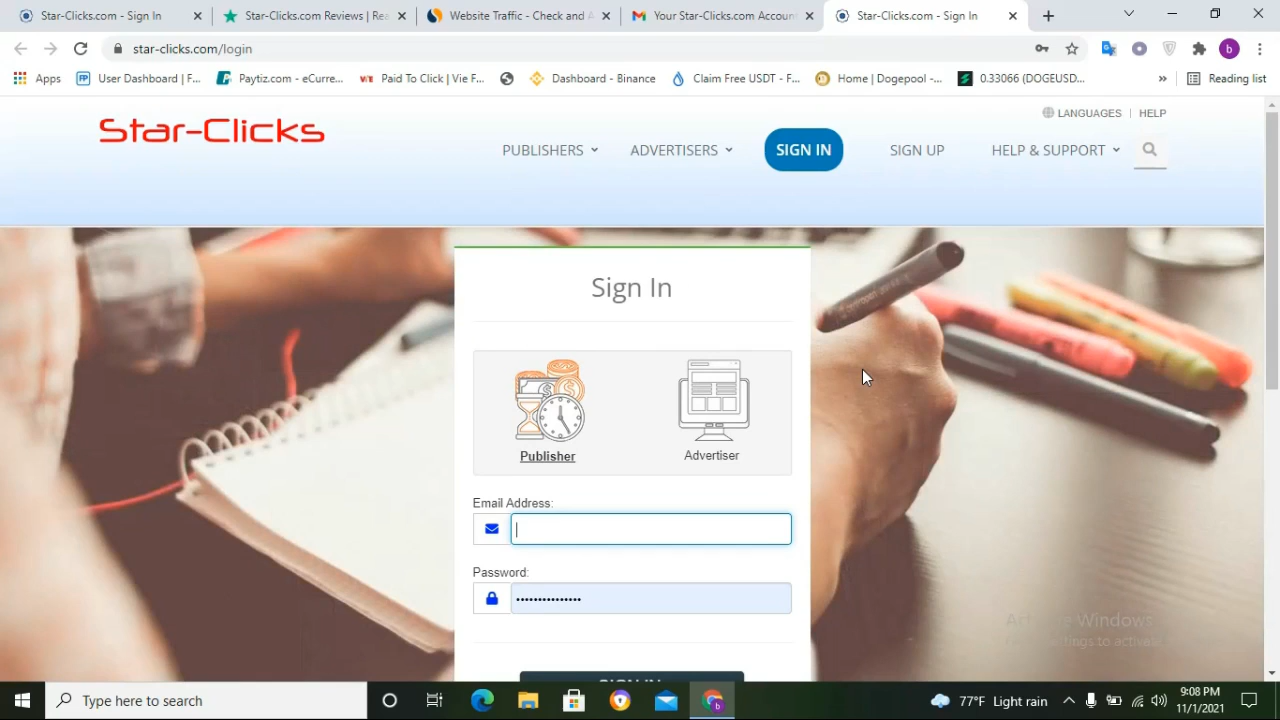 Star-Clicks.com - Sign In
Star-Clicks.com Reviews | Rea
Website Traffic - Check and A
Your Star-Clicks.com Accoun
Star-Clicks.com - Sign In
star-clicks.com/login
b
Apps
User Dashboard | F...
Paytiz.com - eCurre...
Paid To Click | Vie F...
Dashboard - Binance
Claim Free USDT - F...
Home | Dogepool -...
0.33066 (DOGEUSD...
»
Reading list
Star-Clicks
LANGUAGES | HELP
PUBLISHERS
ADVERTISERS
SIGN IN
SIGN UP
HELP & SUPPORT
Sign In
Publisher
Advertiser
Email Address:
Password:
SIGN IN
Windows
Type here to search
77°F Light rain
9:08 PM
11/1/2021